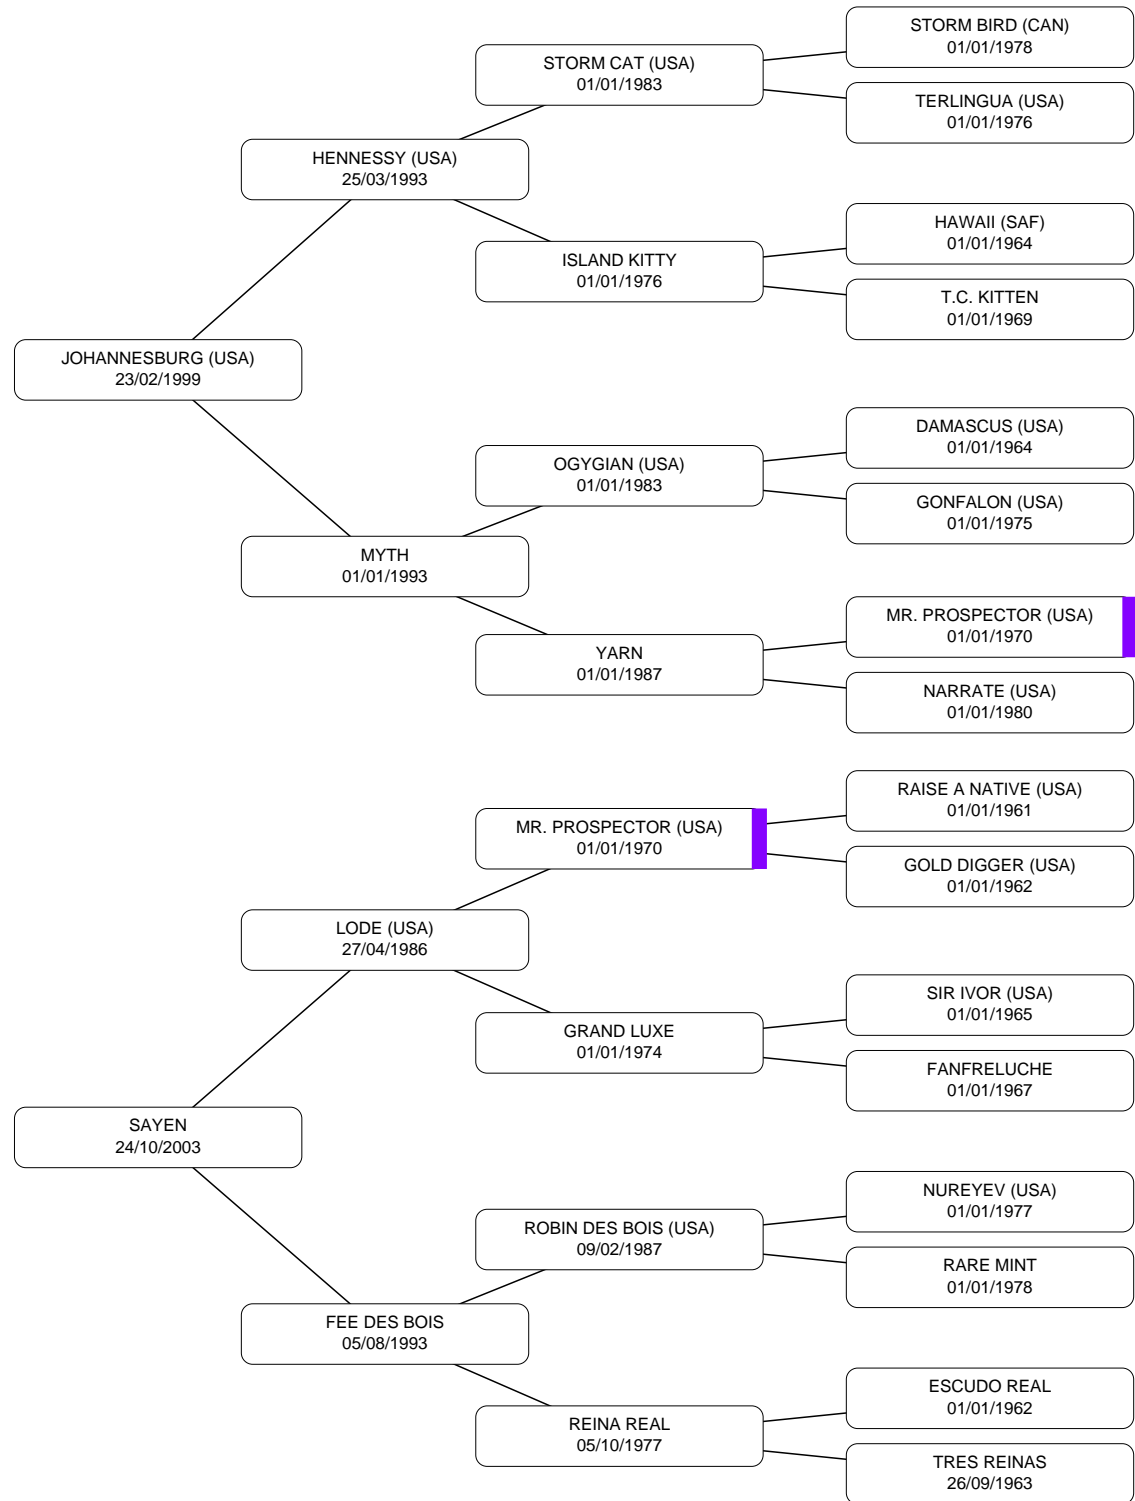 STORM BIRD (CAN)
01/01/1978
STORM CAT (USA)
01/01/1983
TERLINGUA (USA)
01/01/1976
HENNESSY (USA)
25/03/1993
HAWAII (SAF)
01/01/1964
ISLAND KITTY
01/01/1976
T.C. KITTEN
01/01/1969
JOHANNESBURG (USA)
23/02/1999
DAMASCUS (USA)
01/01/1964
OGYGIAN (USA)
01/01/1983
GONFALON (USA)
01/01/1975
MYTH
01/01/1993
MR. PROSPECTOR (USA)
01/01/1970
YARN
01/01/1987
NARRATE (USA)
01/01/1980
RAISE A NATIVE (USA)
01/01/1961
MR. PROSPECTOR (USA)
01/01/1970
GOLD DIGGER (USA)
01/01/1962
LODE (USA)
27/04/1986
SIR IVOR (USA)
01/01/1965
GRAND LUXE
01/01/1974
FANFRELUCHE
01/01/1967
SAYEN
24/10/2003
NUREYEV (USA)
01/01/1977
ROBIN DES BOIS (USA)
09/02/1987
RARE MINT
01/01/1978
FEE DES BOIS
05/08/1993
ESCUDO REAL
01/01/1962
REINA REAL
05/10/1977
TRES REINAS
26/09/1963